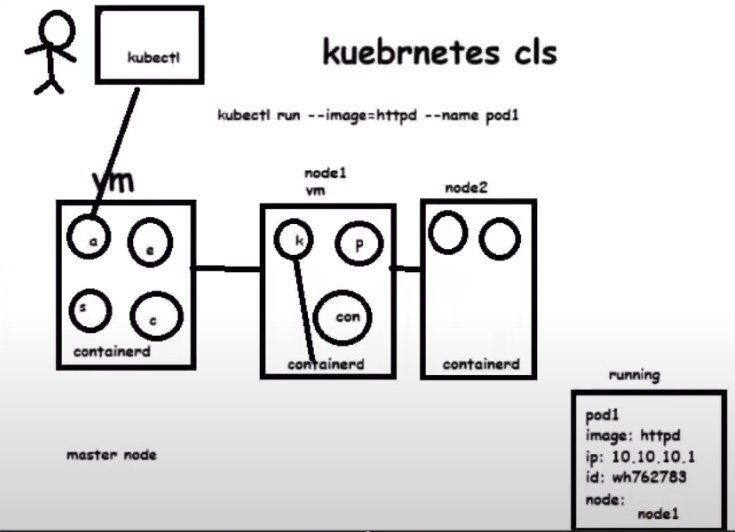 kubectl
kuebrnetes cls
kubectl run --image=httpd --name pod1
vm
node1
vm
node2
a
e
s
c
containerd
k
p
con
containerd
containerd
master node
running
pod1
image: httpd
ip: 10.10.10.1
id: wh762783
node:
node1